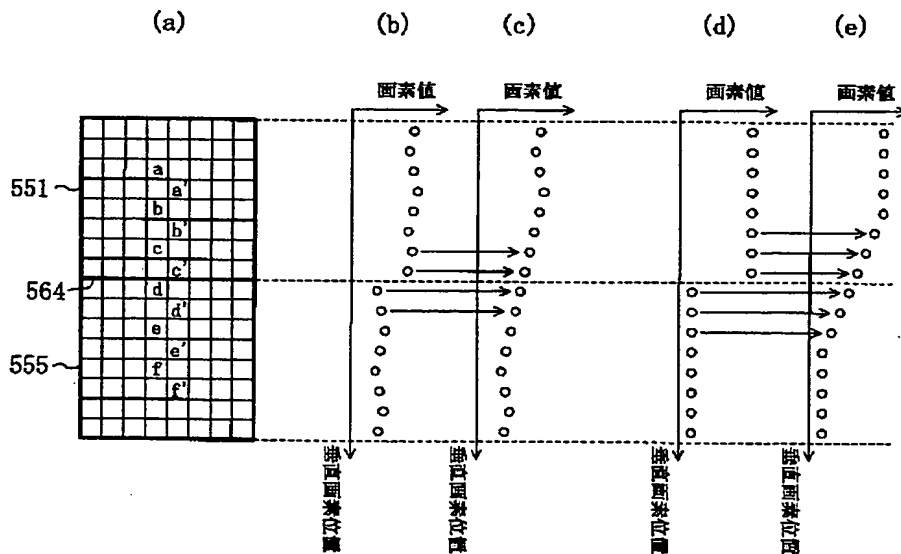 (a) (b) (c) (d) (e)
画素値 画素値 画素値 画素値
551
a
a'
b
b'
c
c'
564
d
d'
e
e'
555
f
f'
垂直画素位置 垂直画素位置 垂直画素位置 垂直画素位置